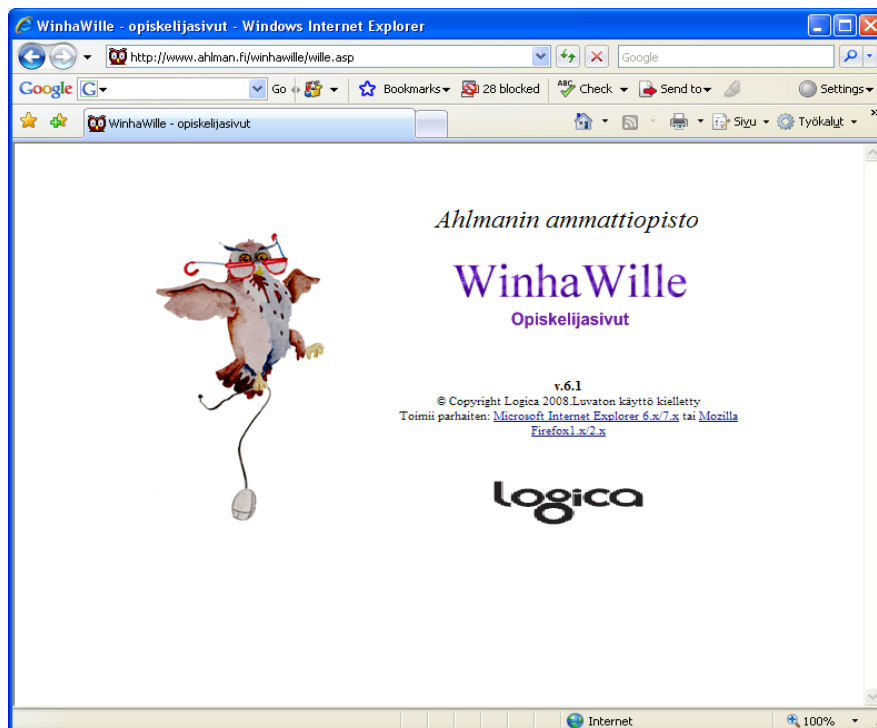 WinhaWille - opiskelijasivut - Windows Internet Explorer
http://www.ahlman.fi/winhawille/wille.asp
Google
Google G Go Bookmarks 28 blocked ABC Check Send to Settings
WinhaWille - opiskelijasivut Sivu Työkalut »
Ahlmanin ammattiopisto
WinhaWille
Opiskelijasivut
v.6.1
© Copyright Logica 2008.Luvaton käyttö kielletty
Toimii parhaiten: Microsoft Internet Explorer 6.x/7.x tai Mozilla
Firefox1.x/2.x
logica
Internet 100%